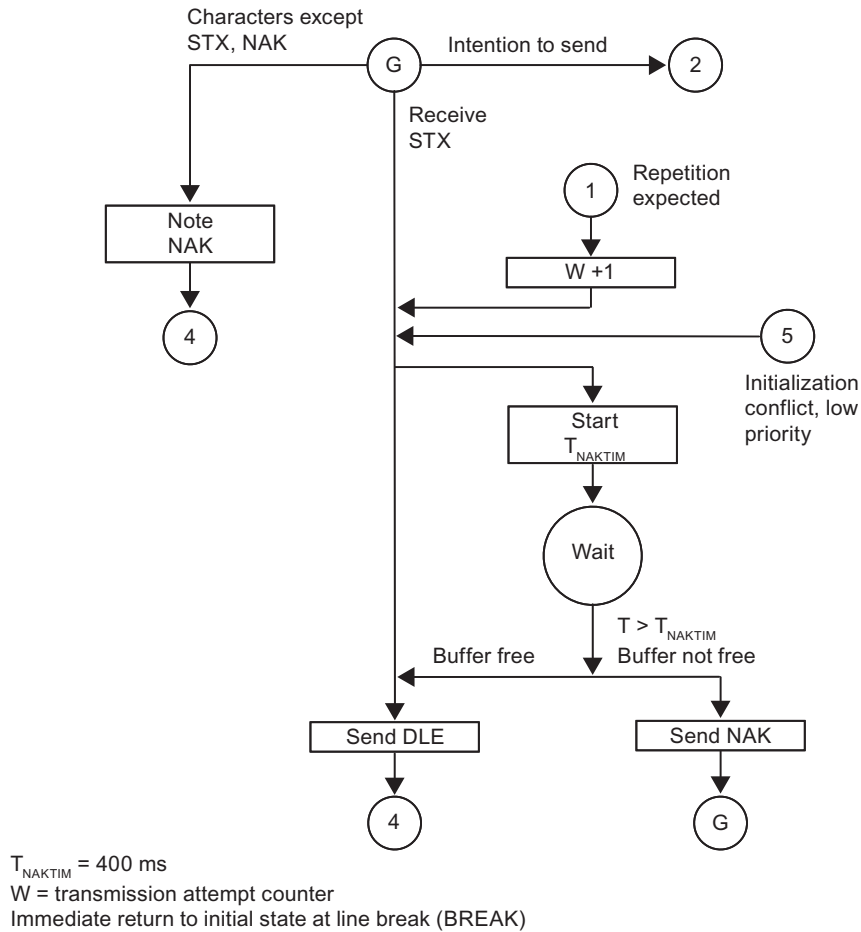 Characters except
STX, NAK
G
Intention to send
2
Receive
STX
1
Repetition
expected
Note
NAK
W +1
4
5
Initialization
conflict, low
priority
Start
T_NAKTIM
Wait
T > T_NAKTIM
Buffer free
Buffer not free
Send DLE
Send NAK
4
G
T_NAKTIM = 400 ms
W = transmission attempt counter
Immediate return to initial state at line break (BREAK)